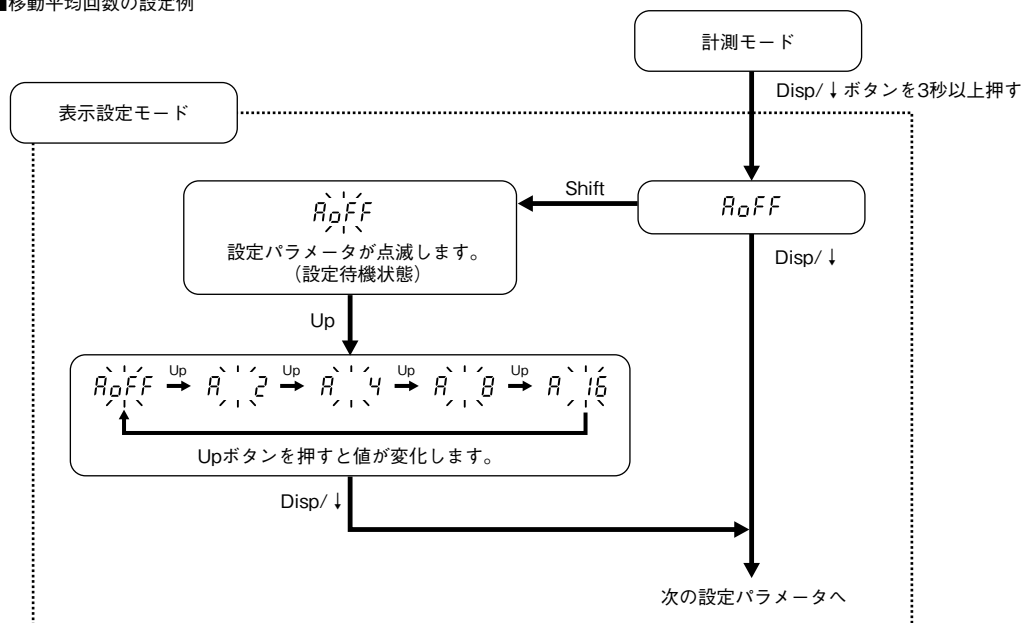 ■移動平均回数の設定例
計測モード
Disp/↓ボタンを3秒以上押す
表示設定モード
Shift
AoFF
AoFF
設定パラメータが点滅します。
（設定待機状態）
Disp/↓
Up
AoFF Up A 2 Up A 4 Up A 8 Up A 16
Upボタンを押すと値が変化します。
Disp/↓
次の設定パラメータへ